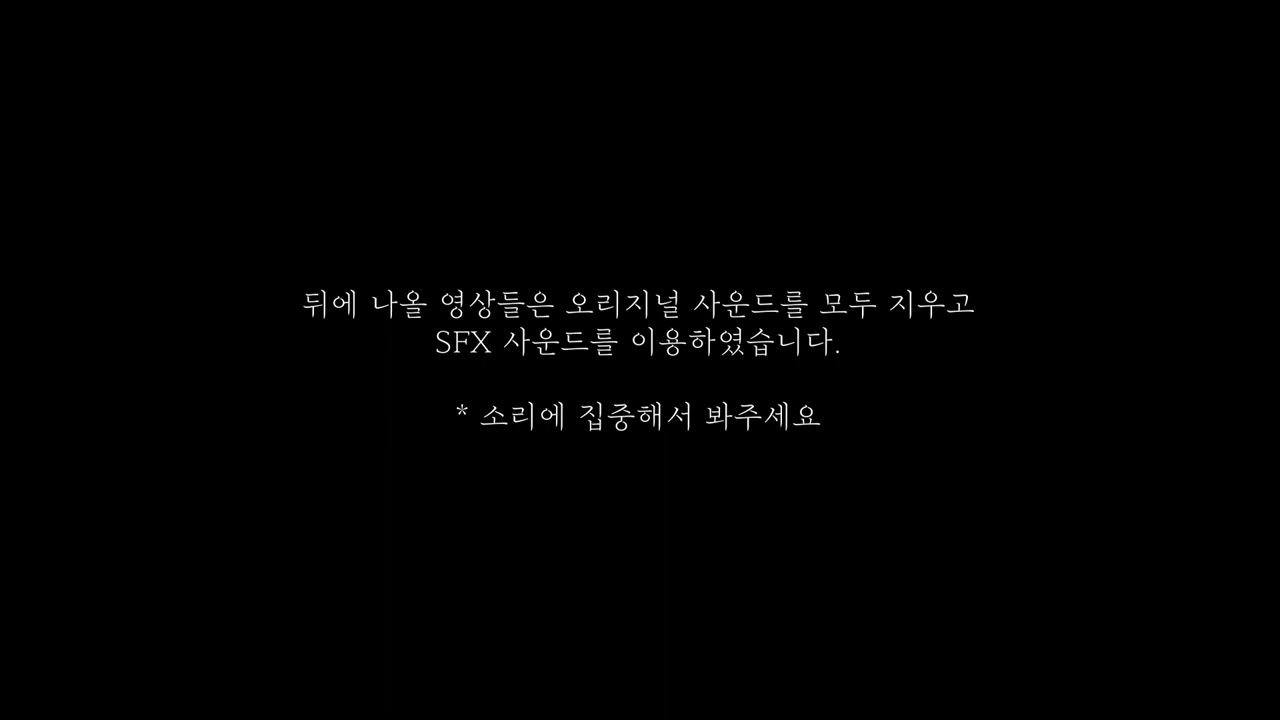 뒤에 나올 영상들은 오리지널 사운드를 모두 지우고
SFX 사운드를 이용하였습니다.
* 소리에 집중해서 봐주세요